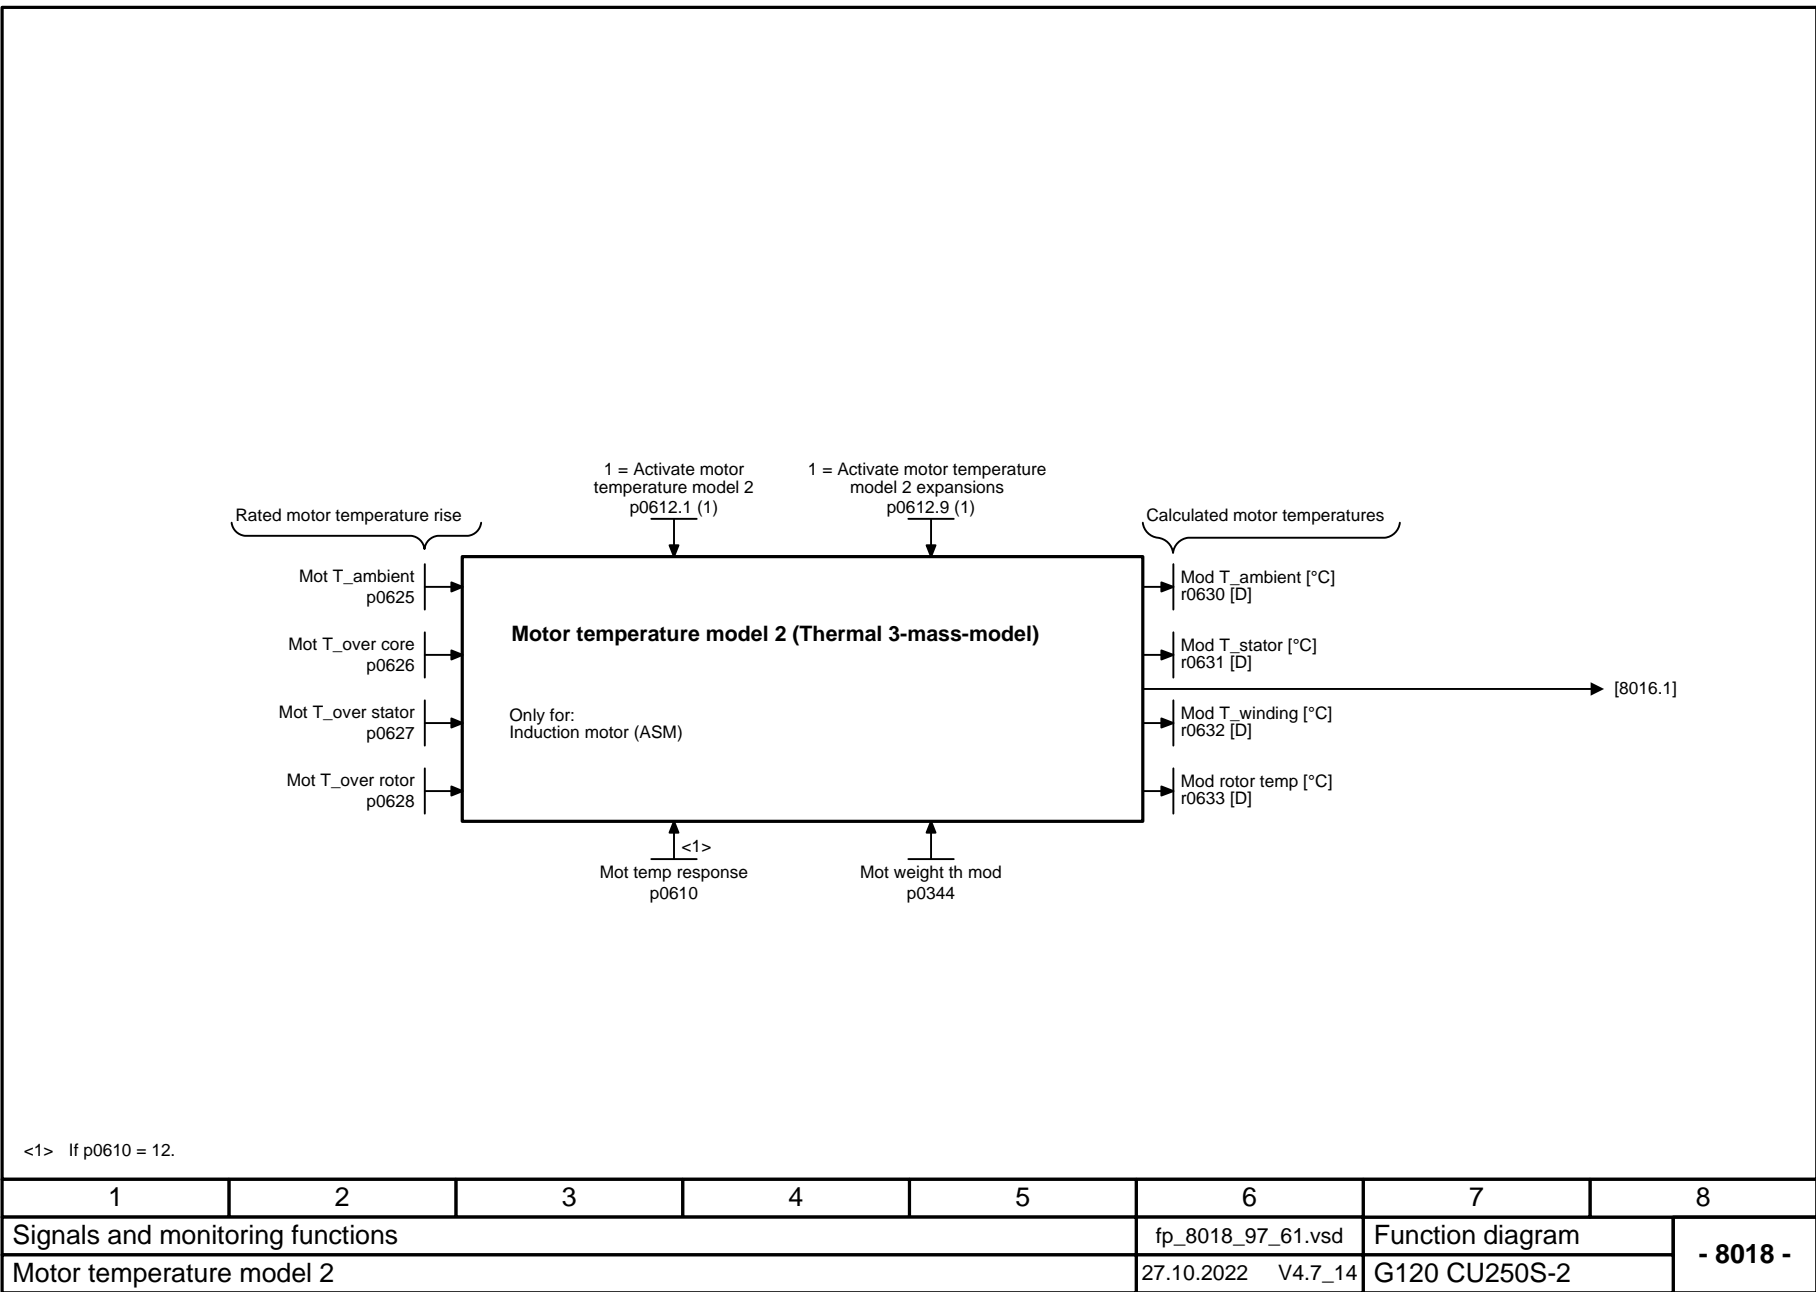 1 = Activate motor
temperature model 2
p0612.1 (1)
1 = Activate motor temperature
model 2 expansions
p0612.9 (1)
Rated motor temperature rise
Calculated motor temperatures
Mot T_ambient
p0625
Mot T_over core
p0626
Mot T_over stator
p0627
Mot T_over rotor
p0628
Motor temperature model 2 (Thermal 3-mass-model)
Only for:
Induction motor (ASM)
Mod T_ambient [°C]
r0630 [D]
Mod T_stator [°C]
r0631 [D]
[8016.1]
Mod T_winding [°C]
r0632 [D]
Mod rotor temp [°C]
r0633 [D]
<1>
Mot temp response
p0610
Mot weight th mod
p0344
<1> If p0610 = 12.
1 2 3 4 5 6 7 8
Signals and monitoring functions
fp_8018_97_61.vsd
Function diagram
- 8018 -
Motor temperature model 2
27.10.2022 V4.7_14
G120 CU250S-2